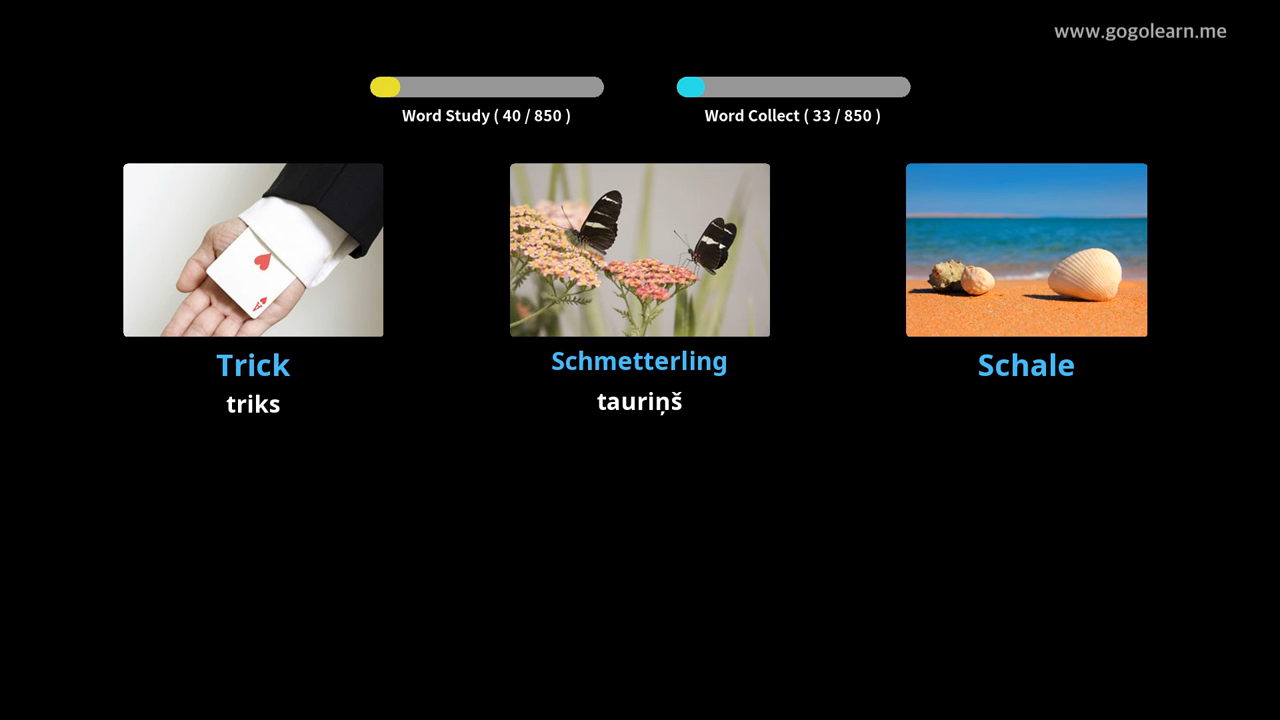 www.gogolearn.me
Word Study ( 40 / 850 )
Word Collect ( 33 / 850 )
Trick
triks
Schmetterling
tauriņš
Schale
A